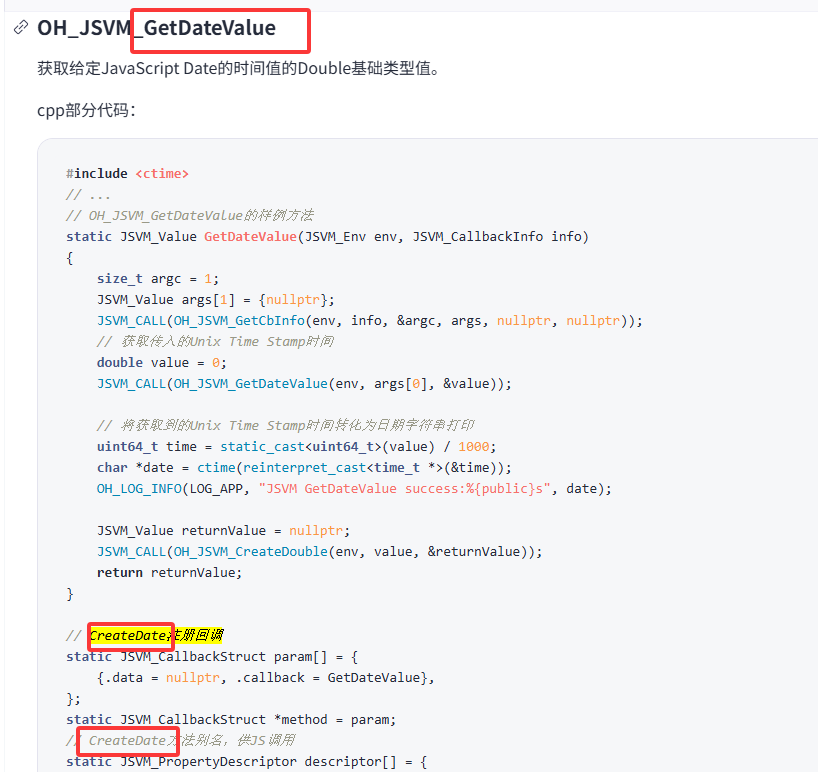 OH_JSVM_GetDateValue
获取给定JavaScript Date的时间值的Double基础类型值。
cpp部分代码：
#include <ctime>
// ...
// OH_JSVM_GetDateValue的样例方法
static JSVM_Value GetDateValue(JSVM_Env env, JSVM_CallbackInfo info)
{
    size_t argc = 1;
    JSVM_Value args[1] = {nullptr};
    JSVM_CALL(OH_JSVM_GetCbInfo(env, info, &argc, args, nullptr, nullptr));
    // 获取传入的Unix Time Stamp时间
    double value = 0;
    JSVM_CALL(OH_JSVM_GetDateValue(env, args[0], &value));
    // 将获取到的Unix Time Stamp时间转化为日期字符串打印
    uint64_t time = static_cast<uint64_t>(value) / 1000;
    char *date = ctime(reinterpret_cast<time_t *>(&time));
    OH_LOG_INFO(LOG_APP, "JSVM GetDateValue success:%{public}s", date);
    JSVM_Value returnValue = nullptr;
    JSVM_CALL(OH_JSVM_CreateDouble(env, value, &returnValue));
    return returnValue;
}
// CreateDate注册回调
static JSVM_CallbackStruct param[] = {
    {.data = nullptr, .callback = GetDateValue},
};
static JSVM_CallbackStruct *method = param;
// CreateDate方法别名，供JS调用
static JSVM_PropertyDescriptor descriptor[] = {